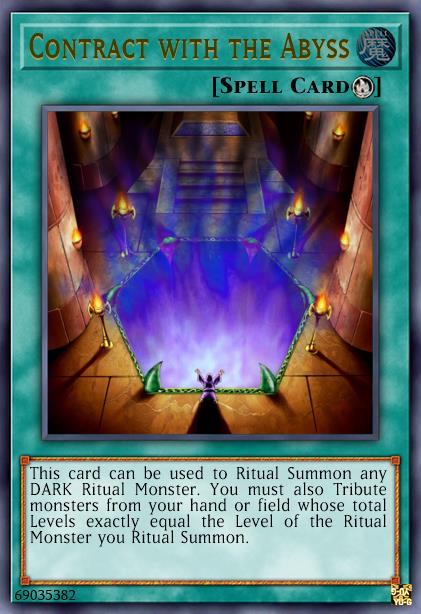 CONTRACT WITH THE ABYSS
SPELL
魔
[SPELL CARD]
This card can be used to Ritual Summon any
DARK Ritual Monster. You must also Tribute
monsters from your hand or field whose total
Levels exactly equal the Level of the Ritual
Monster you Ritual Summon.
69035382